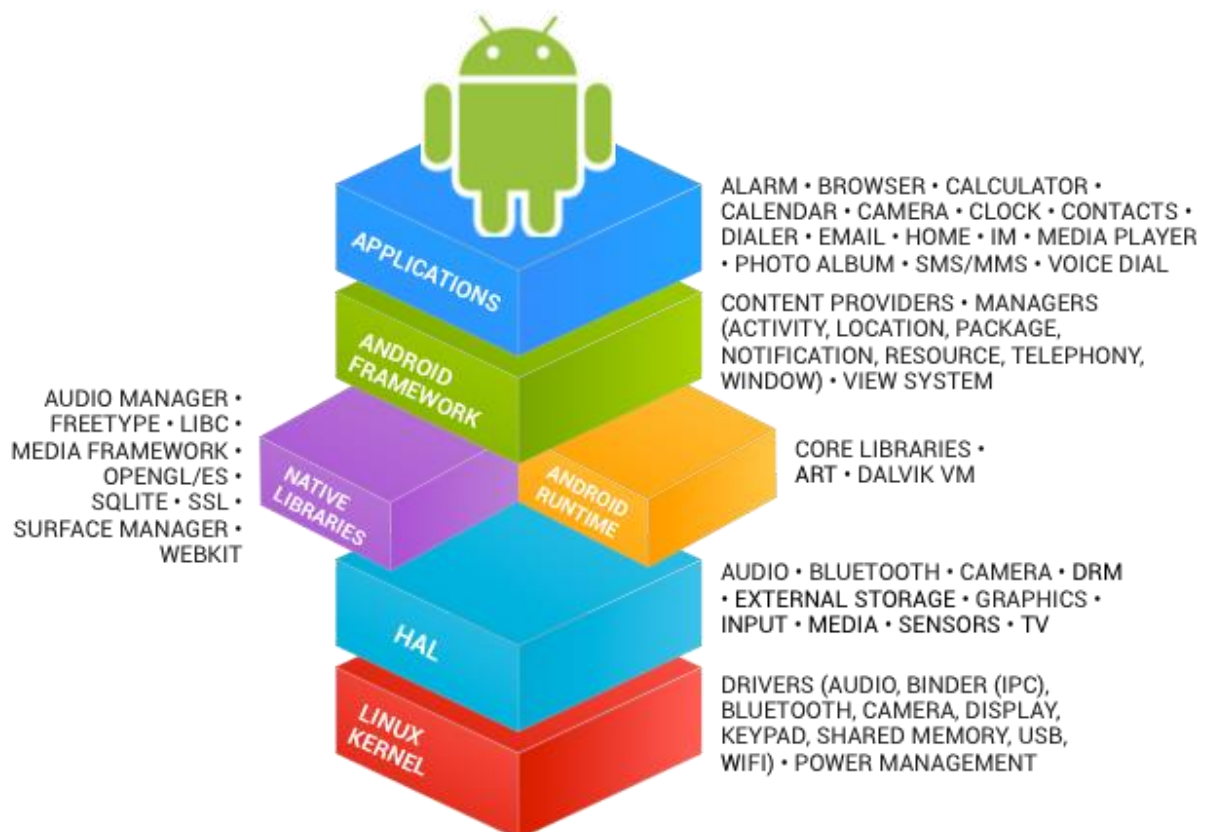 APPLICATIONS
ALARM • BROWSER • CALCULATOR •
CALENDAR • CAMERA • CLOCK • CONTACTS •
DIALER • EMAIL • HOME • IM • MEDIA PLAYER
• PHOTO ALBUM • SMS/MMS • VOICE DIAL
ANDROID
FRAMEWORK
CONTENT PROVIDERS • MANAGERS
(ACTIVITY, LOCATION, PACKAGE,
NOTIFICATION, RESOURCE, TELEPHONY,
WINDOW) • VIEW SYSTEM
AUDIO MANAGER •
FREETYPE • LIBC •
MEDIA FRAMEWORK •
OPENGL/ES •
SQLITE • SSL •
SURFACE MANAGER •
WEBKIT
NATIVE
LIBRARIES
ANDROID
RUNTIME
CORE LIBRARIES •
ART • DALVIK VM
HAL
AUDIO • BLUETOOTH • CAMERA • DRM
• EXTERNAL STORAGE • GRAPHICS •
INPUT • MEDIA • SENSORS • TV
LINUX
KERNEL
DRIVERS (AUDIO, BINDER (IPC),
BLUETOOTH, CAMERA, DISPLAY,
KEYPAD, SHARED MEMORY, USB,
WIFI) • POWER MANAGEMENT